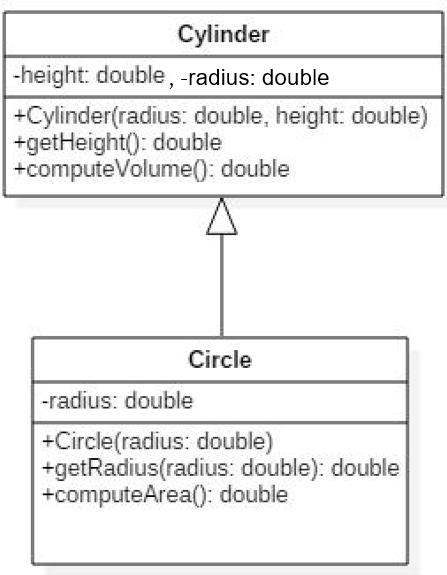 Cylinder
-height: double, -radius: double
+Cylinder(radius: double, height: double)
+getHeight(): double
+computeVolume(): double
Circle
-radius: double
+Circle(radius: double)
+getRadius(radius: double): double
+computeArea(): double